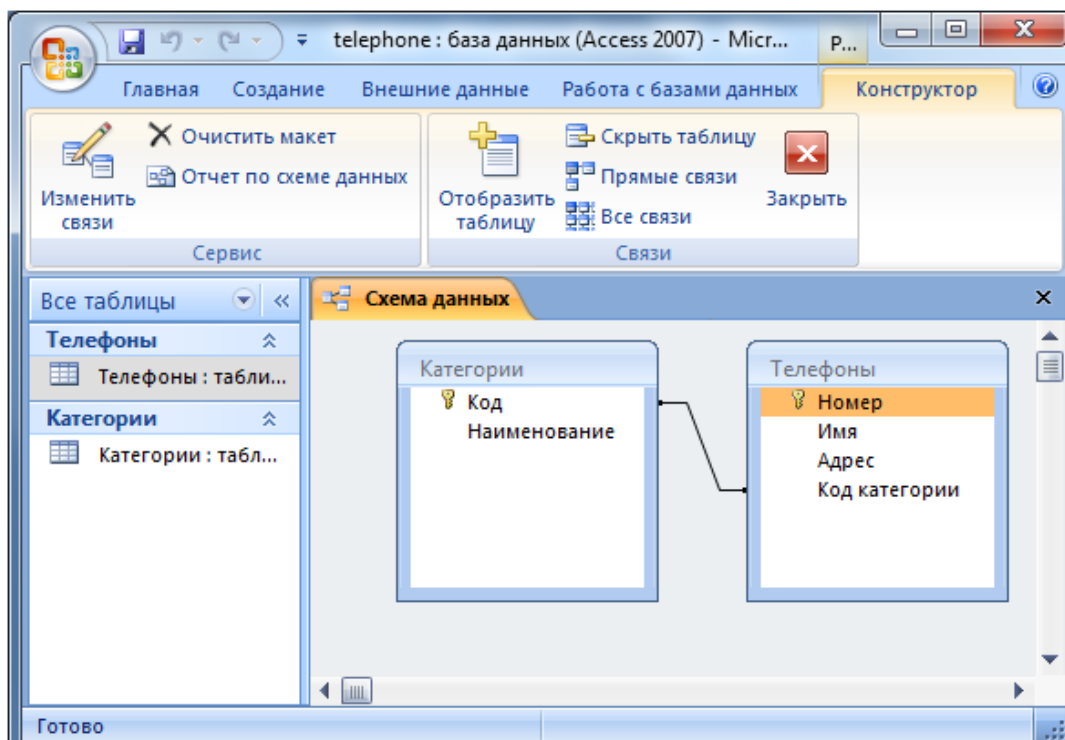 telephone : база данных (Access 2007) - Micr...
Р...
Главная
Создание
Внешние данные
Работа с базами данных
Конструктор
Изменить
связи
Очистить макет
Отчет по схеме данных
Сервис
Отобразить
таблицу
Скрыть таблицу
Прямые связи
Все связи
Закрыть
Связи
Все таблицы
Телефоны
Телефоны : табли...
Категории
Категории : табл...
Схема данных
Категории
Код
Наименование
Телефоны
Номер
Имя
Адрес
Код категории
Готово